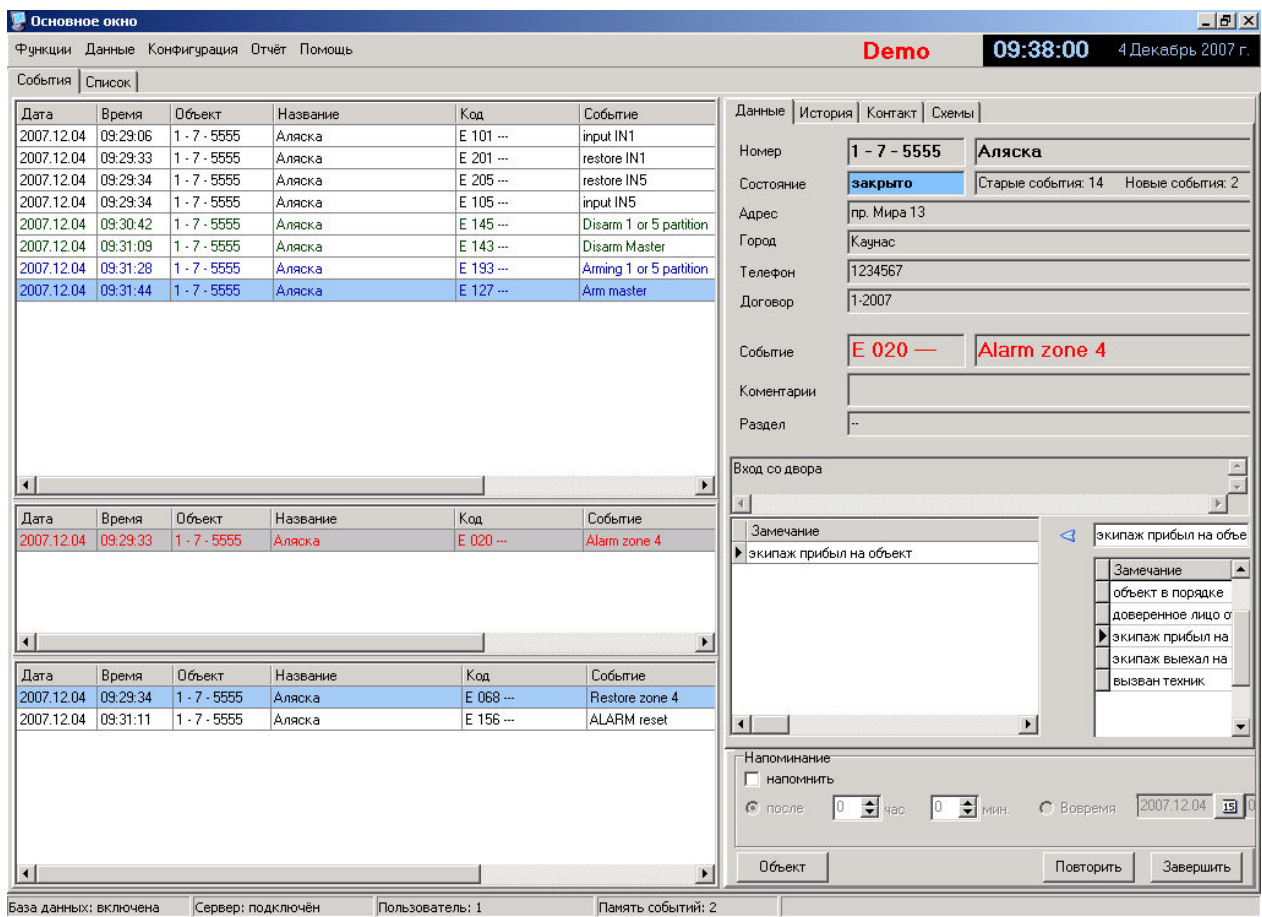 Основное окно
Функции Данные Конфигурация Отчёт Помощь Demo 09:38:00 4 Декабрь 2007 г.
События Список
Дата Время Объект Название Код Событие
2007.12.04 09:29:06 1 - 7 - 5555 Аляска E 101 --- input IN1
2007.12.04 09:29:33 1 - 7 - 5555 Аляска E 201 --- restore IN1
2007.12.04 09:29:34 1 - 7 - 5555 Аляска E 205 --- restore IN5
2007.12.04 09:29:34 1 - 7 - 5555 Аляска E 105 --- input IN5
2007.12.04 09:30:42 1 - 7 - 5555 Аляска E 145 --- Disarm 1 or 5 partition
2007.12.04 09:31:09 1 - 7 - 5555 Аляска E 143 --- Disarm Master
2007.12.04 09:31:28 1 - 7 - 5555 Аляска E 193 --- Arming 1 or 5 partition
2007.12.04 09:31:44 1 - 7 - 5555 Аляска E 127 --- Arm master
Дата Время Объект Название Код Событие
2007.12.04 09:29:33 1 - 7 - 5555 Аляска E 020 --- Alarm zone 4
Дата Время Объект Название Код Событие
2007.12.04 09:29:34 1 - 7 - 5555 Аляска E 068 --- Restore zone 4
2007.12.04 09:31:11 1 - 7 - 5555 Аляска E 156 --- ALARM reset
Данные История Контакт Схемы
Номер 1 - 7 - 5555 Аляска
Состояние закрыто Старые события: 14 Новые события: 2
Адрес пр. Мира 13
Город Каунас
Телефон 1234567
Договор 1-2007
Событие E 020 --- Alarm zone 4
Коментарии
Раздел --
Вход со двора
Замечание
экипаж прибыл на объект
экипаж прибыл на объе
Замечание
объект в порядке
доверенное лицо о
экипаж прибыл на
экипаж выехал на
вызван техник
Напоминание
напомнить
после 0 час 0 мин. Вовремя 2007.12.04 15 0
Объект Повторить Завершить
База данных: включена Сервер: подключён Пользователь: 1 Память событий: 2